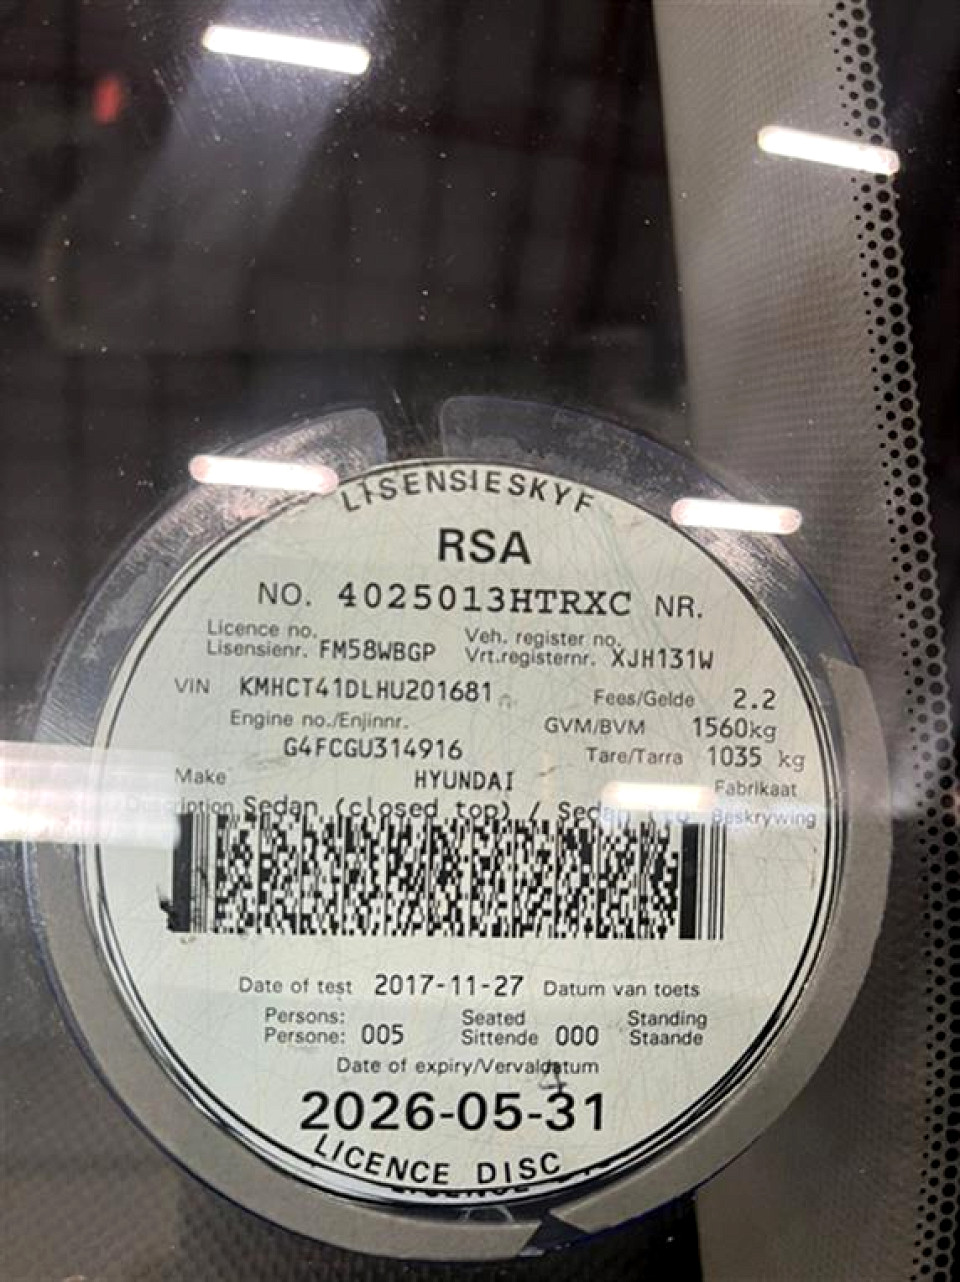 LISENSIESKYF
RSA
NO. 4025013HTRXC NR.
Licence no. Veh. register no.
Lisensienr. FM58WBGP Vrt.registernr. XJH131W
VIN KMHCT41DLHU201681 Fees/Gelde 2.2
Engine no./Enjinnr. GVM/BVM 1560kg
G4FCGU314916 Tare/Tarra 1035 kg
Make HYUNDAI Fabrikaat
Description Sedan (closed top) / Sedan Beskrywing
Date of test 2017-11-27 Datum van toets
Persons: Seated Standing
Persone: 005 Sittende 000 Staande
Date of expiry/Vervaldatum
2026-05-31
LICENCE DISC